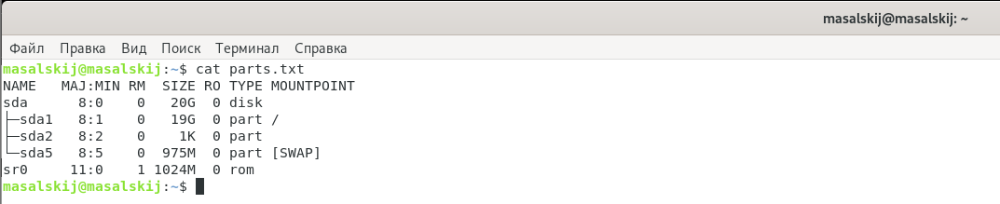 masalskij@masalskij: ~
Файл Правка Вид Поиск Терминал Справка
masalskij@masalskij:~$ cat parts.txt
NAME   MAJ:MIN RM  SIZE RO TYPE MOUNTPOINT
sda      8:0    0   20G  0 disk
├─sda1   8:1    0   19G  0 part /
├─sda2   8:2    0    1K  0 part
└─sda5   8:5    0  975M  0 part [SWAP]
sr0     11:0    1 1024M  0 rom
masalskij@masalskij:~$